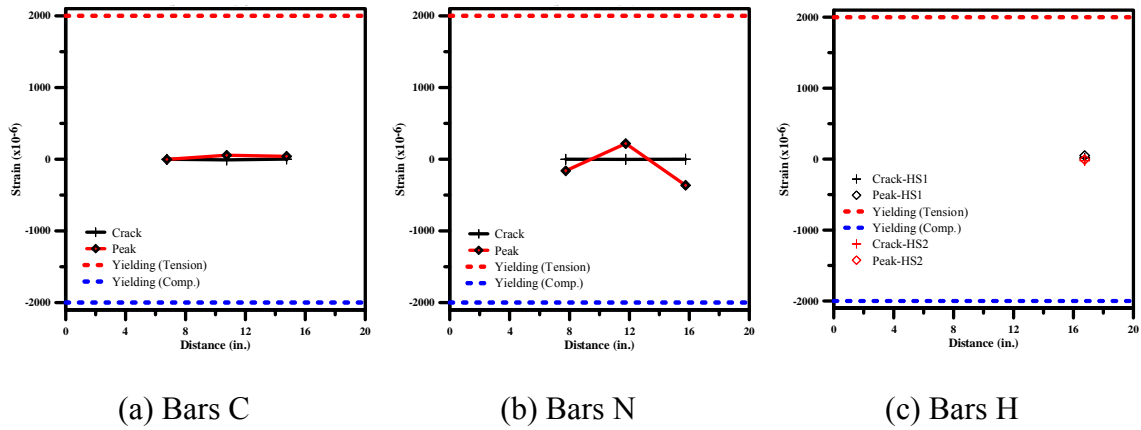 2000
1000
0
-1000
-2000
Strain (x10-6)
Crack
Peak
Yielding (Tension)
Yielding (Comp.)
0 4 8 12 16 20
Distance (in.)
(a) Bars C
2000
1000
0
-1000
-2000
Strain (x10-6)
Crack
Peak
Yielding (Tension)
Yielding (Comp.)
0 4 8 12 16 20
Distance (in.)
(b) Bars N
2000
1000
0
-1000
-2000
Strain (x10-6)
Crack-HS1
Peak-HS1
Yielding (Tension)
Yielding (Comp.)
Crack-HS2
Peak-HS2
0 4 8 12 16 20
Distance (in.)
(c) Bars H